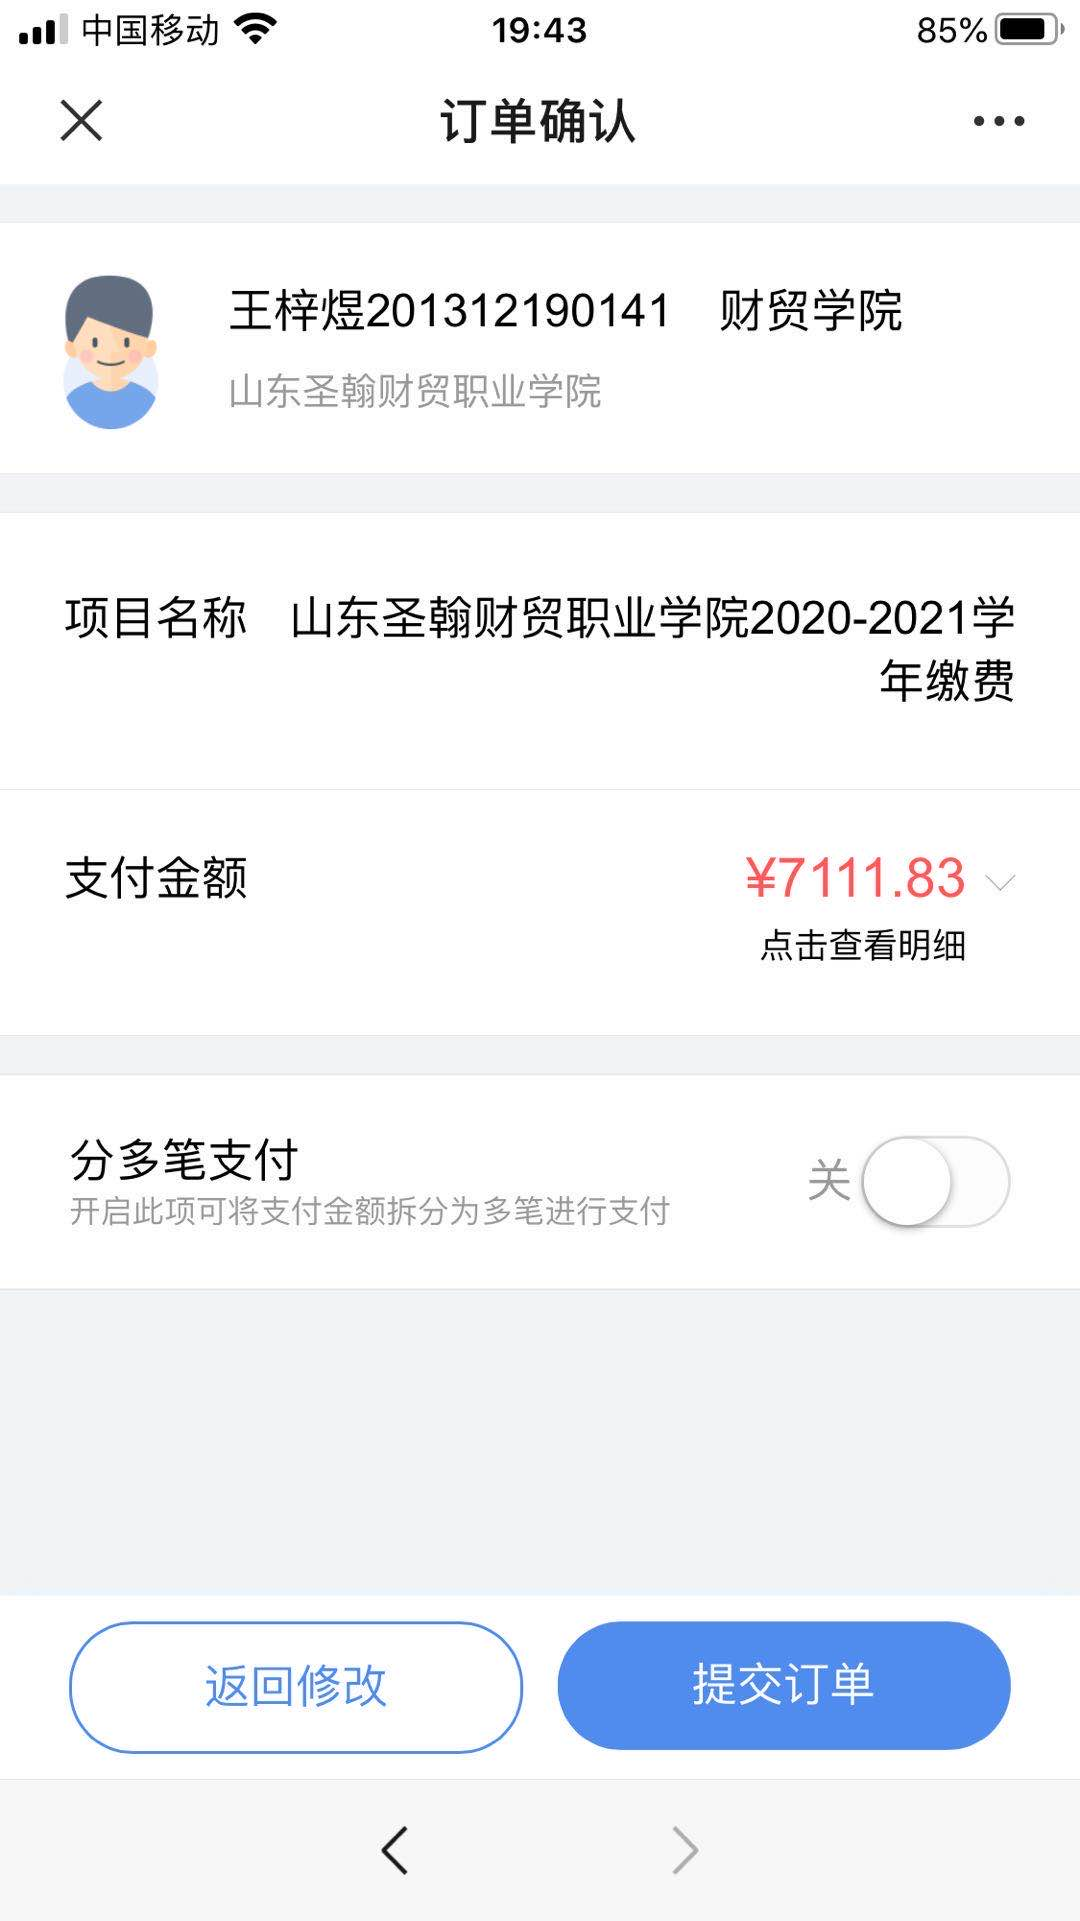 中国移动 19:43 85%
订单确认
王梓煜201312190141 财贸学院
山东圣翰财贸职业学院
项目名称 山东圣翰财贸职业学院2020-2021学
年缴费
支付金额 ¥7111.83
点击查看明细
分多笔支付
开启此项可将支付金额拆分为多笔进行支付
关
返回修改 提交订单